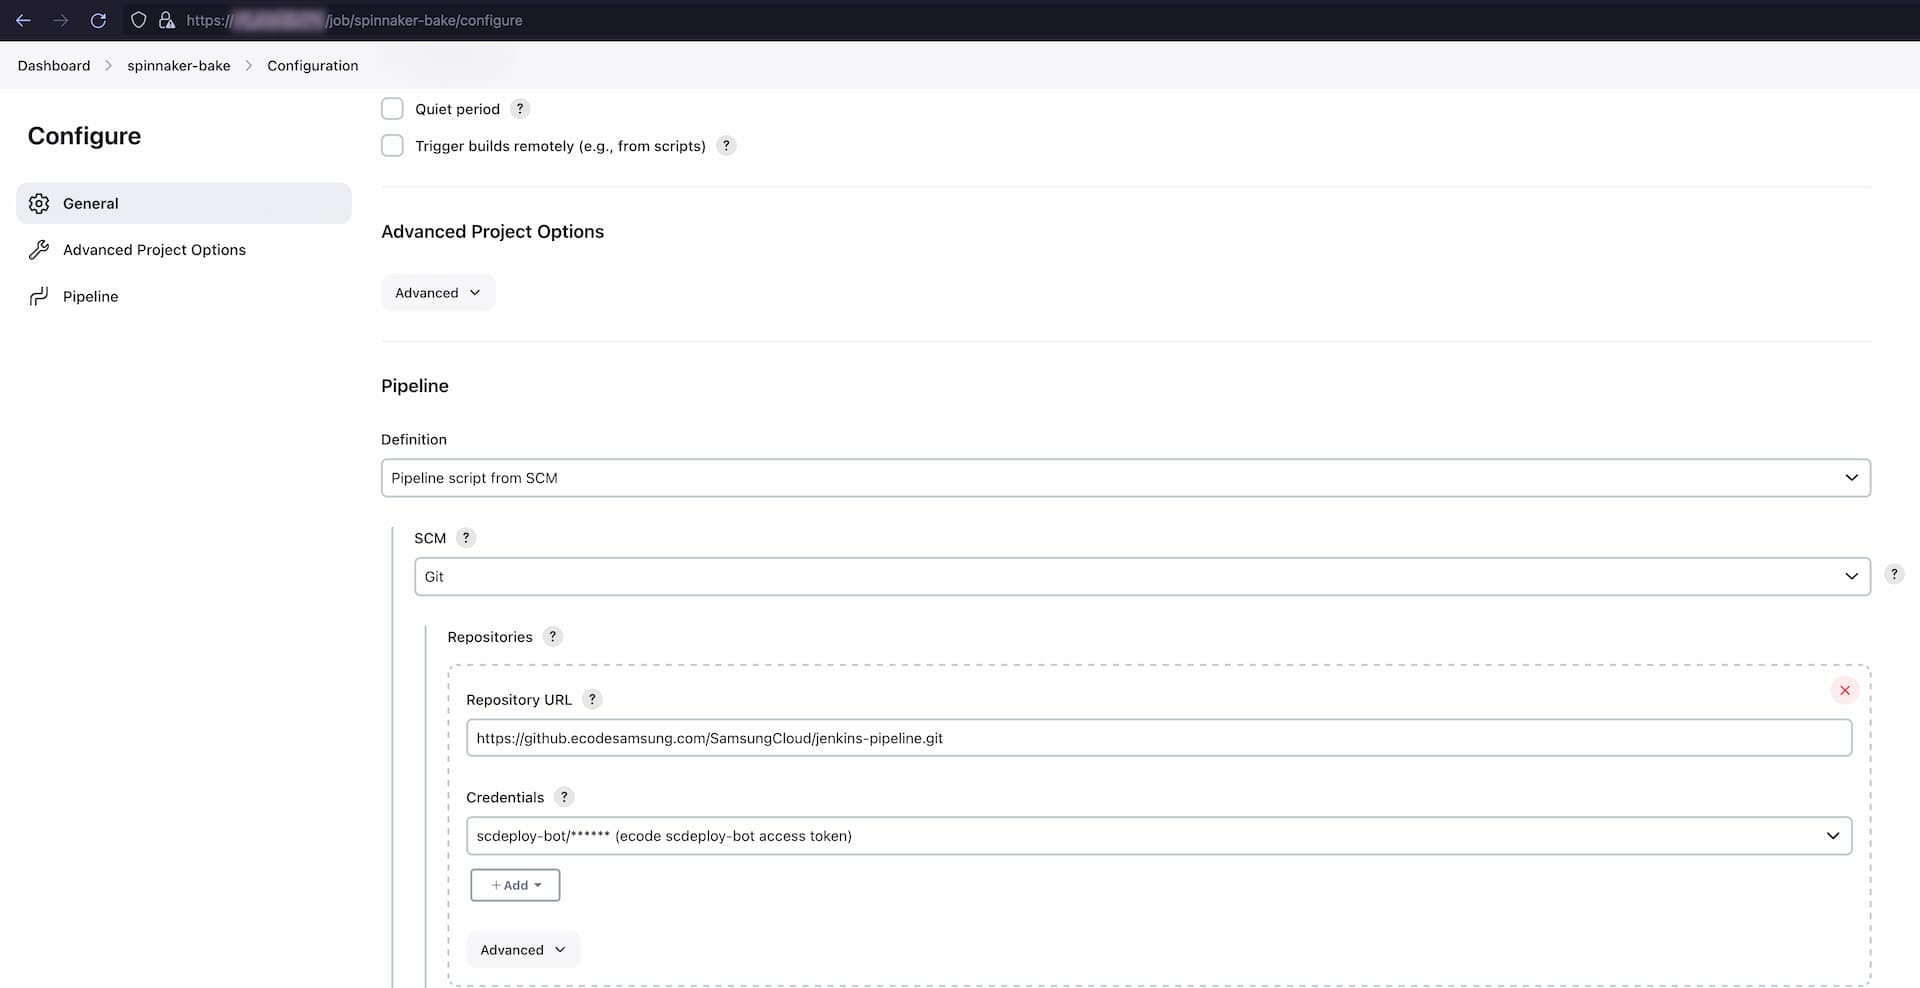 https:// /job/spinnaker-bake/configure
Dashboard > spinnaker-bake > Configuration
Configure
General
Advanced Project Options
Pipeline
Quiet period ?
Trigger builds remotely (e.g., from scripts) ?
Advanced Project Options
Advanced
Pipeline
Definition
Pipeline script from SCM
SCM ?
Git
?
Repositories ?
Repository URL ?
https://github.ecodesamsung.com/SamsungCloud/jenkins-pipeline.git
Credentials ?
scdeploy-bot/****** (ecode scdeploy-bot access token)
+ Add
Advanced